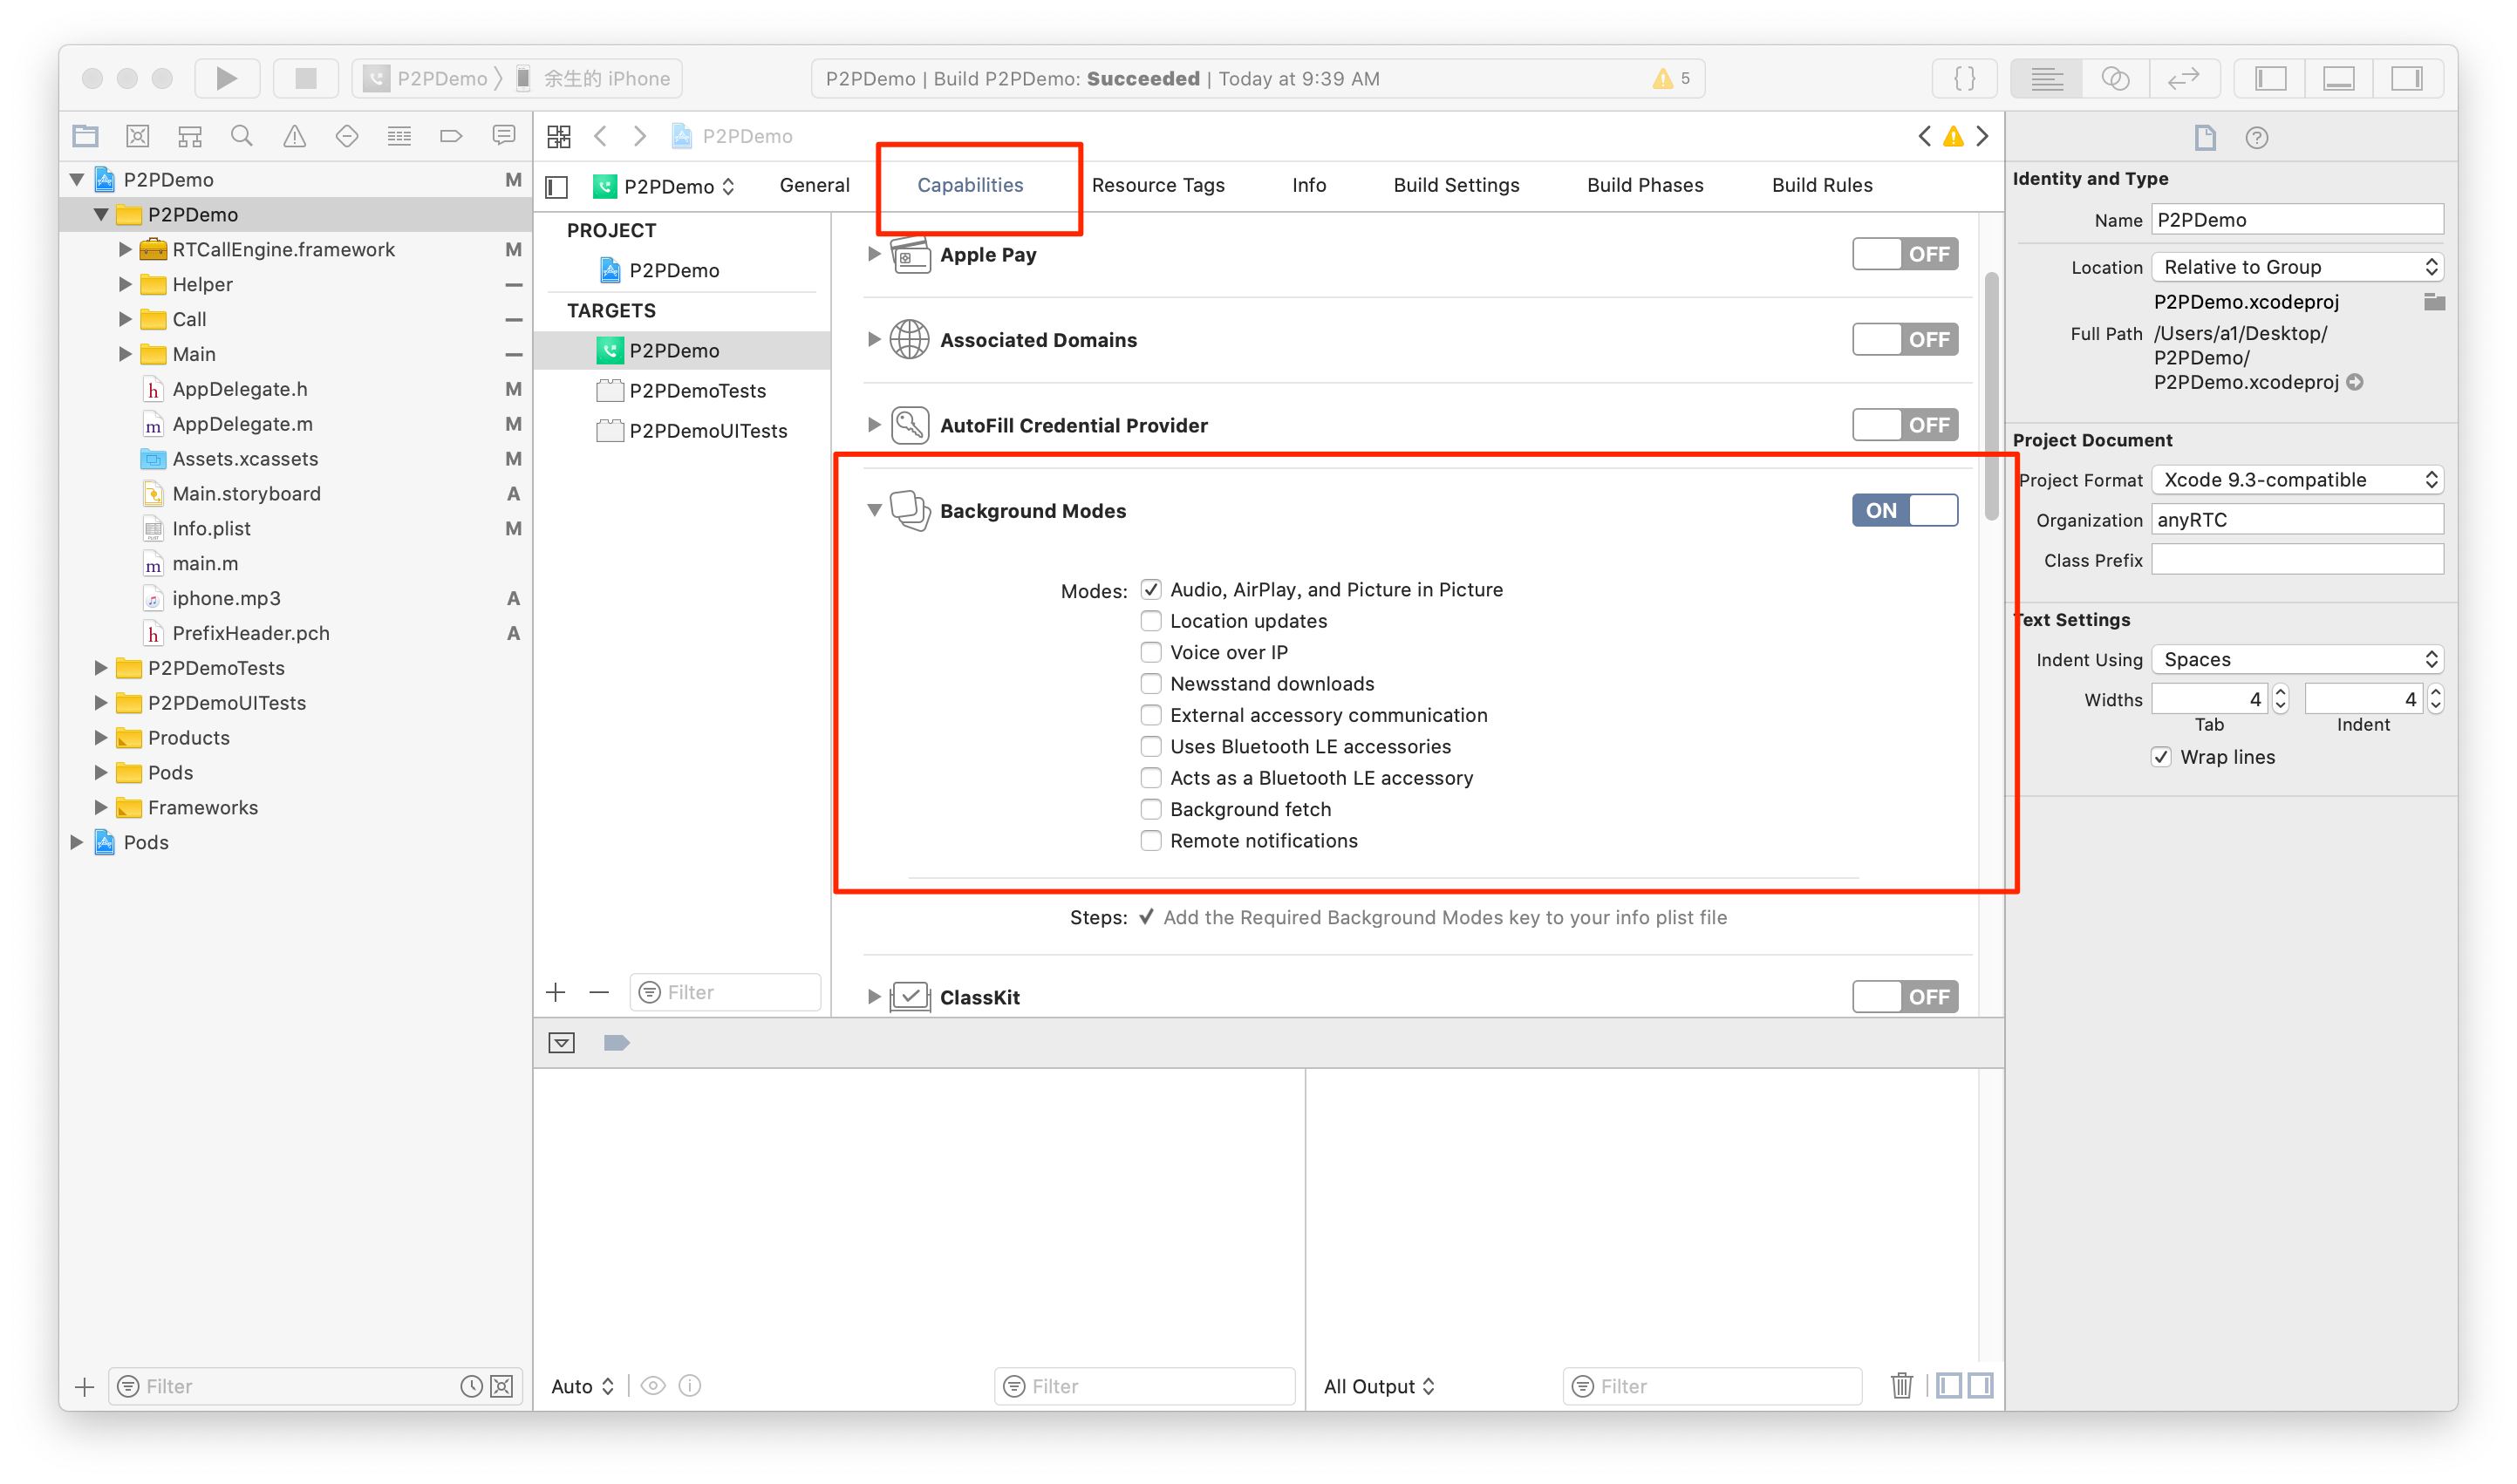 P2PDemo 〉 余生的 iPhone
P2PDemo | Build P2PDemo: Succeeded | Today at 9:39 AM
5
{ }
P2PDemo M
P2PDemo
RTCallEngine.framework M
Helper
Call
Main
AppDelegate.h M
AppDelegate.m M
Assets.xcassets M
Main.storyboard A
Info.plist M
main.m
iphone.mp3 A
PrefixHeader.pch A
P2PDemoTests
P2PDemoUITests
Products
Pods
Frameworks
Pods
Filter
P2PDemo
P2PDemo
General
Capabilities
Resource Tags
Info
Build Settings
Build Phases
Build Rules
PROJECT
P2PDemo
TARGETS
P2PDemo
P2PDemoTests
P2PDemoUITests
Filter
Apple Pay OFF
Associated Domains OFF
AutoFill Credential Provider OFF
Background Modes ON
Modes: Audio, AirPlay, and Picture in Picture
Location updates
Voice over IP
Newsstand downloads
External accessory communication
Uses Bluetooth LE accessories
Acts as a Bluetooth LE accessory
Background fetch
Remote notifications
Steps: Add the Required Background Modes key to your info plist file
ClassKit OFF
Auto
Filter
All Output
Filter
Identity and Type
Name P2PDemo
Location Relative to Group
P2PDemo.xcodeproj
Full Path /Users/a1/Desktop/
P2PDemo/
P2PDemo.xcodeproj
Project Document
Project Format Xcode 9.3-compatible
Organization anyRTC
Class Prefix
Text Settings
Indent Using Spaces
Widths 4 4
Tab Indent
Wrap lines